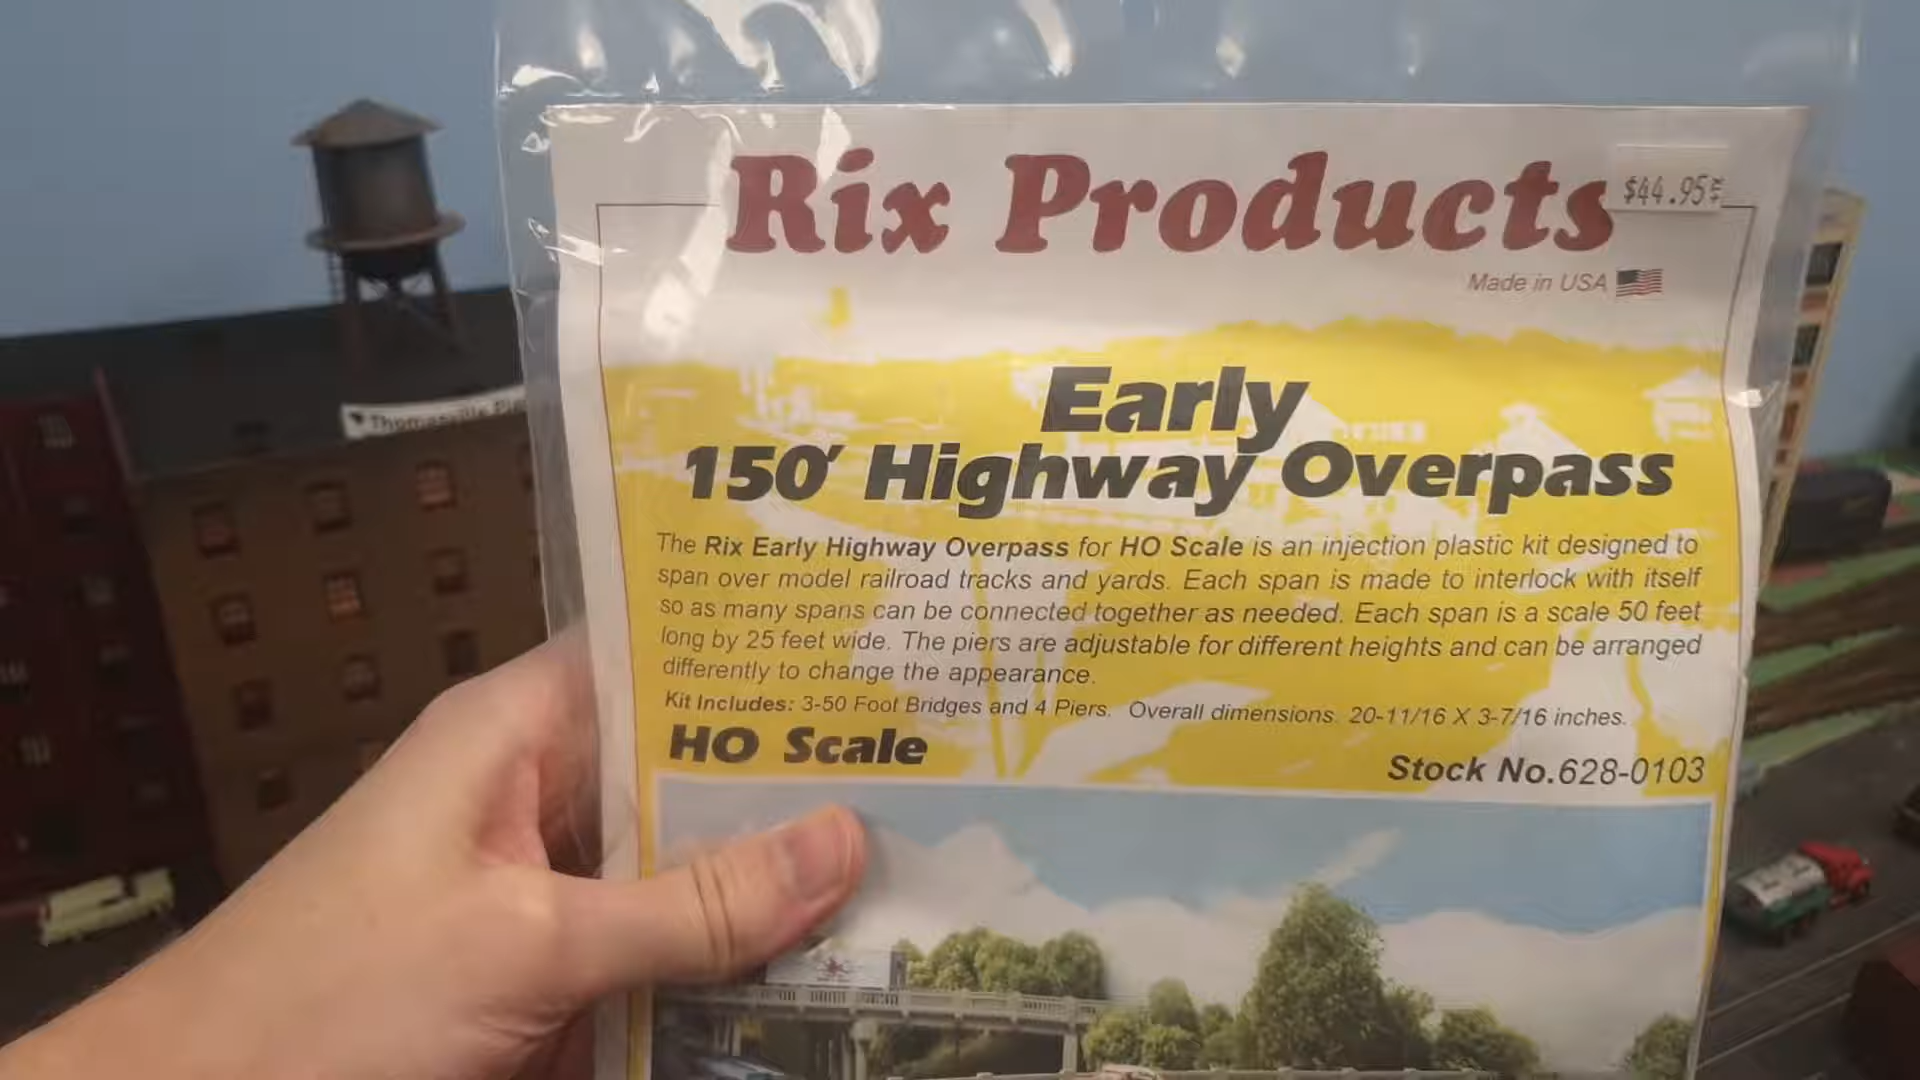 Rix Products
$44.95
Made in USA
Early
150' Highway Overpass
The Rix Early Highway Overpass for HO Scale is an injection plastic kit designed to
span over model railroad tracks and yards. Each span is made to interlock with itself
so as many spans can be connected together as needed. Each span is a scale 50 feet
long by 25 feet wide. The piers are adjustable for different heights and can be arranged
differently to change the appearance.
Kit Includes: 3-50 Foot Bridges and 4 Piers. Overall dimensions. 20-11/16 X 3-7/16 inches.
HO Scale
Stock No.628-0103
Thomasville